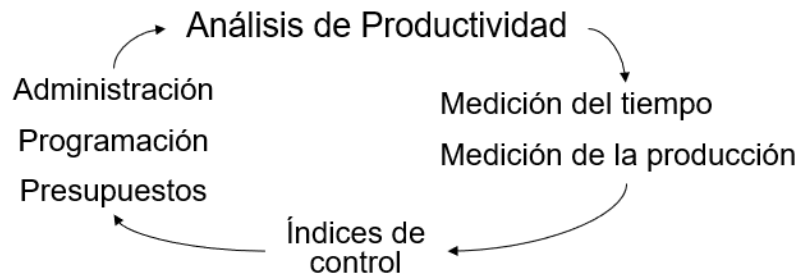 Análisis de Productividad
Administración
Programación
Presupuestos
Medición del tiempo
Medición de la producción
Índices de
control